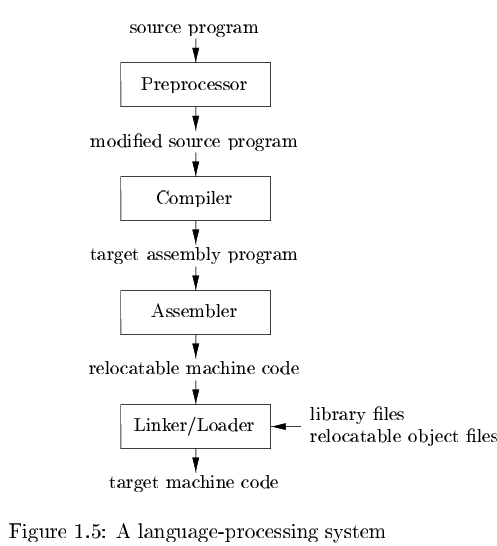 source program
Preprocessor
modified source program
Compiler
target assembly program
Assembler
relocatable machine code
Linker/Loader
library files
relocatable object files
target machine code
Figure 1.5: A language-processing system